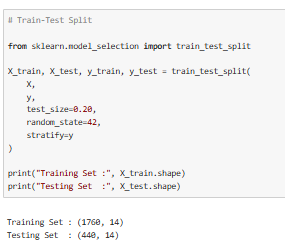 # Train-Test Split
from sklearn.model_selection import train_test_split
X_train, X_test, y_train, y_test = train_test_split(
    X,
    y,
    test_size=0.20,
    random_state=42,
    stratify=y
)
print("Training Set :", X_train.shape)
print("Testing Set  :", X_test.shape)
Training Set : (1760, 14)
Testing Set  : (440, 14)